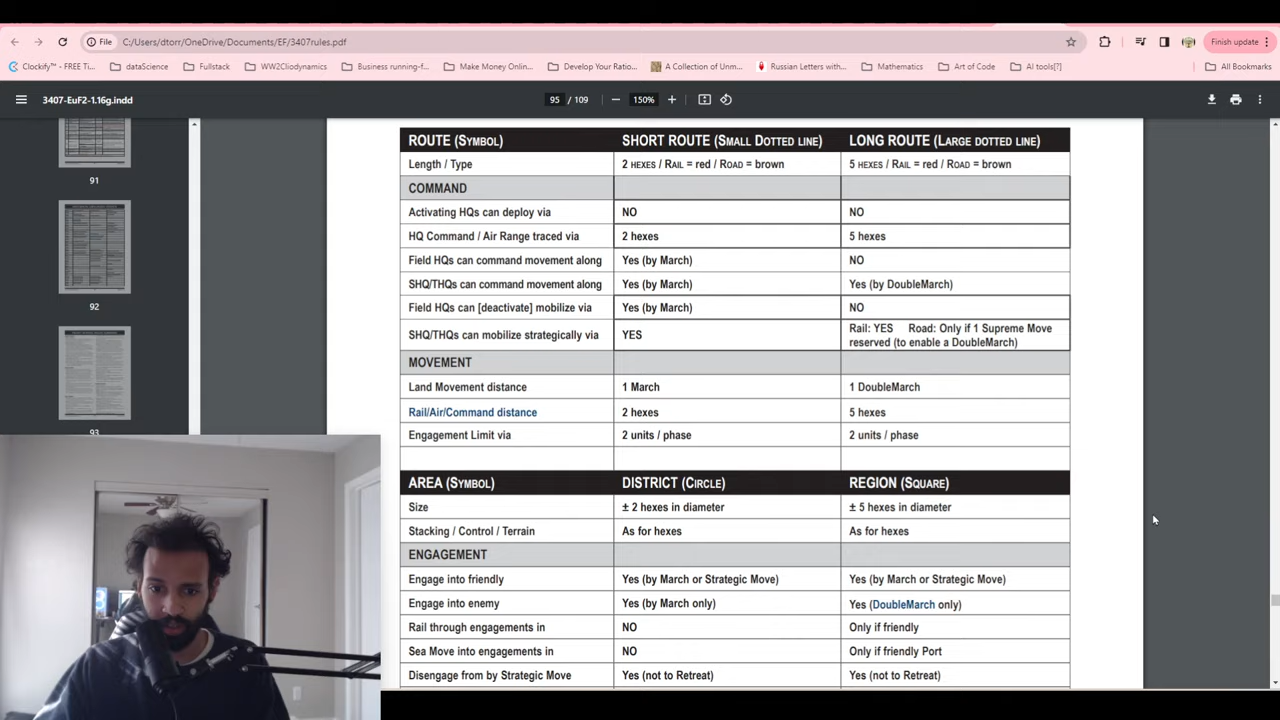 File C:/Users/dtorr/OneDrive/Documents/EF/3407rules.pdf Finish update
Clockify™ - FREE Ti... dataScience Fullstack WW2Cliodynamics Business running-f... Make Money Onlin... Develop Your Ratio... A Collection of Unm... Russian Letters with... Mathematics Art of Code AI tools[?] All Bookmarks
3407-EuF2-1.16g.indd 95 / 109 150%
91
92
93
ROUTE (SYMBOL) SHORT ROUTE (SMALL DOTTED LINE) LONG ROUTE (LARGE DOTTED LINE)
Length / Type 2 HEXES / RAIL = red / ROAD = brown 5 HEXES / RAIL = red / ROAD = brown
COMMAND
Activating HQs can deploy via NO NO
HQ Command / Air Range traced via 2 hexes 5 hexes
Field HQs can command movement along Yes (by March) NO
SHQ/THQs can command movement along Yes (by March) Yes (by DoubleMarch)
Field HQs can [deactivate] mobilize via Yes (by March) NO
SHQ/THQs can mobilize strategically via YES Rail: YES Road: Only if 1 Supreme Move
reserved (to enable a DoubleMarch)
MOVEMENT
Land Movement distance 1 March 1 DoubleMarch
Rail/Air/Command distance 2 hexes 5 hexes
Engagement Limit via 2 units / phase 2 units / phase
AREA (SYMBOL) DISTRICT (CIRCLE) REGION (SQUARE)
Size ± 2 hexes in diameter ± 5 hexes in diameter
Stacking / Control / Terrain As for hexes As for hexes
ENGAGEMENT
Engage into friendly Yes (by March or Strategic Move) Yes (by March or Strategic Move)
Engage into enemy Yes (by March only) Yes (DoubleMarch only)
Rail through engagements in NO Only if friendly
Sea Move into engagements in NO Only if friendly Port
Disengage from by Strategic Move Yes (not to Retreat) Yes (not to Retreat)